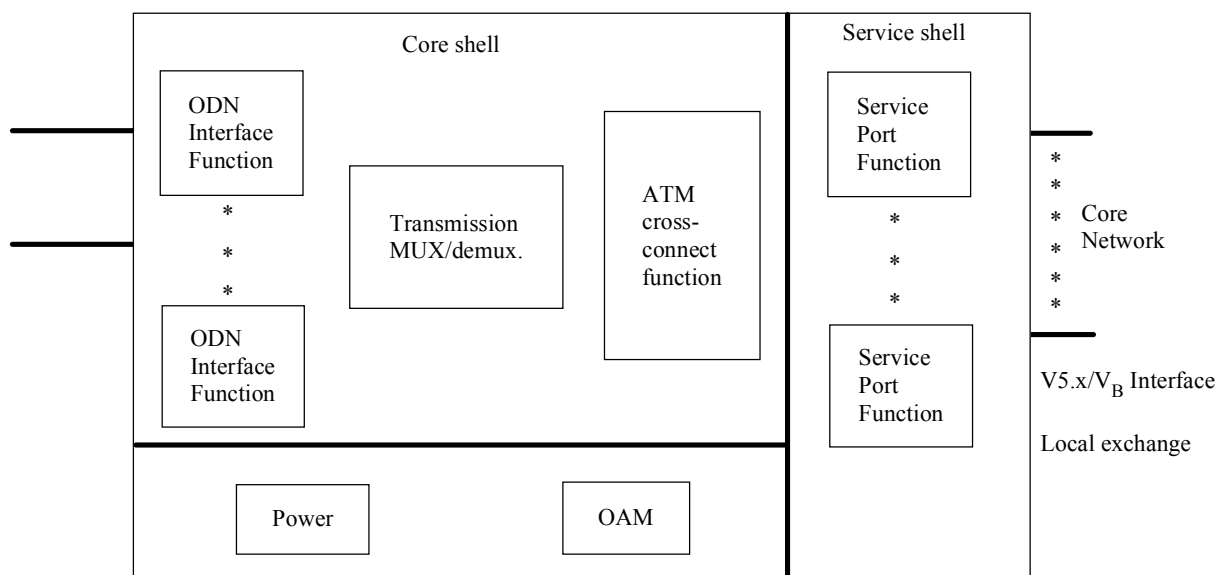 Core shell
Service shell
ODN
Interface
Function
*
*
*
ODN
Interface
Function
Transmission
MUX/demux.
ATM
cross-
connect
function
Service
Port
Function
*
*
*
Service
Port
Function
*
*
*
*
*
*
Core
Network
V5.x/V_B Interface
Local exchange
Power
OAM